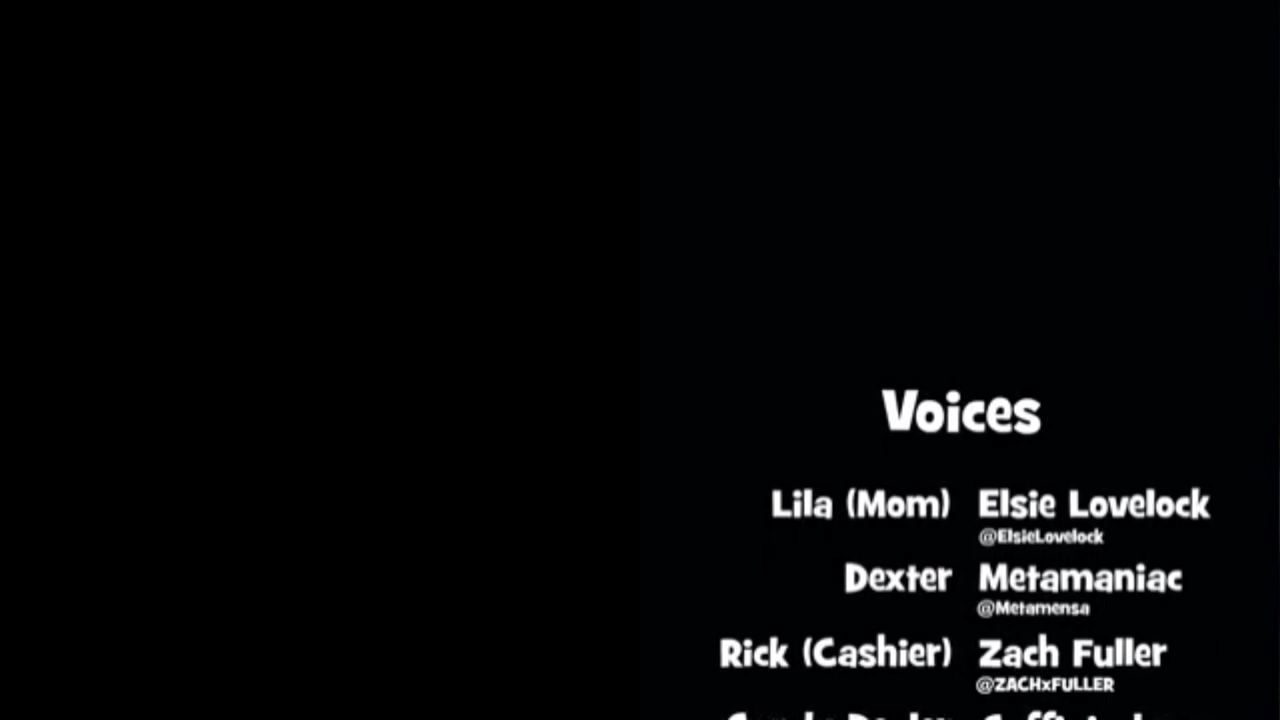 Voices
Lila (Mom) Elsie Lovelock
@ElsieLovelock
Dexter Metamaniac
@Metamensa
Rick (Cashier) Zach Fuller
@ZACHxFULLER